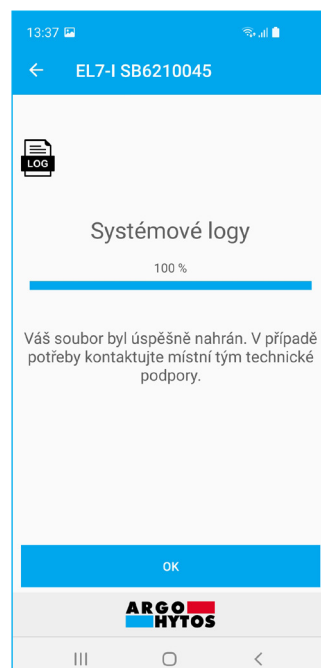 13:37
EL7-I SB6210045
LOG
Systémové logy
100 %
Váš soubor byl úspěšně nahrán. V případě
potřeby kontaktujte místní tým technické
podpory.
OK
ARGO
HYTOS